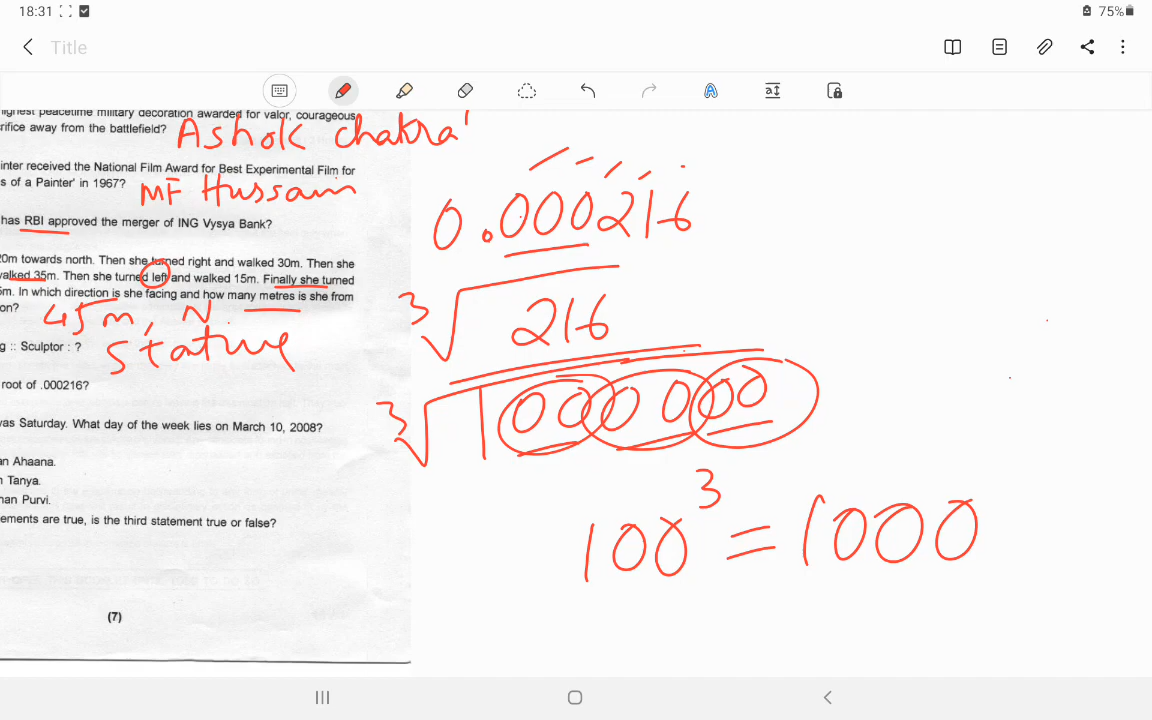 18:31 75%
Title
highest peacetime military decoration awarded for valor, courageous
rifice away from the battlefield? Ashok chakra'
inter received the National Film Award for Best Experimental Film for
s of a Painter' in 1967? MF Hussain
0.000216
has RBI approved the merger of ING Vysya Bank?
20m towards north. Then she turned right and walked 30m. Then she
walked 35m. Then she turned left and walked 15m. Finally she turned
5m. In which direction is she facing and how many metres is she from
on? 45m, N
3√216
g :: Sculptor : ? Stature
root of .000216?
3√1000000
was Saturday. What day of the week lies on March 10, 2008?
an Ahaana.
n Tanya.
han Purvi.
ements are true, is the third statement true or false?
100³ = 1000
(7)